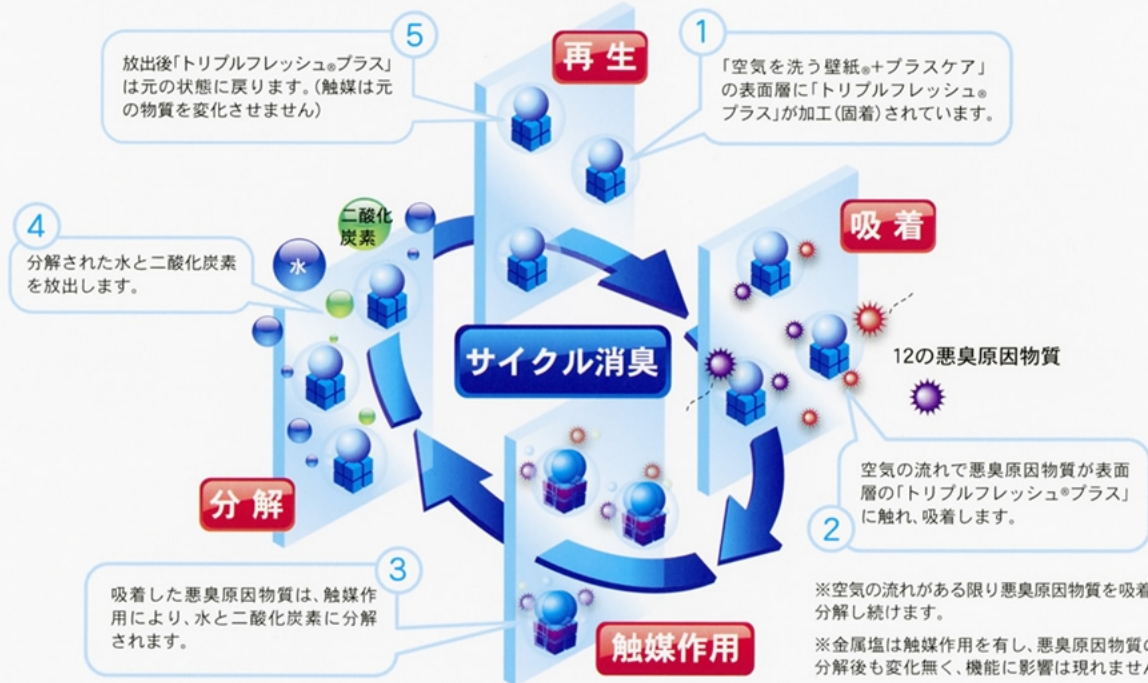 サイクル消臭
再生
1
「空気を洗う壁紙®+プラスケア」
の表面層に「トリプルフレッシュ®
プラス」が加工(固着)されています。
吸着
12の悪臭原因物質
2
空気の流れで悪臭原因物質が表面
層の「トリプルフレッシュ®プラス」
に触れ、吸着します。
触媒作用
3
吸着した悪臭原因物質は、触媒作
用により、水と二酸化炭素に分解
されます。
分解
4
分解された水と二酸化炭素
を放出します。
水
二酸化
炭素
5
放出後「トリプルフレッシュ®プラス」
は元の状態に戻ります。(触媒は元
の物質を変化させません)
※空気の流れがある限り悪臭原因物質を吸着
分解し続けます。
※金属塩は触媒作用を有し、悪臭原因物質の
分解後も変化無く、機能に影響は現れません